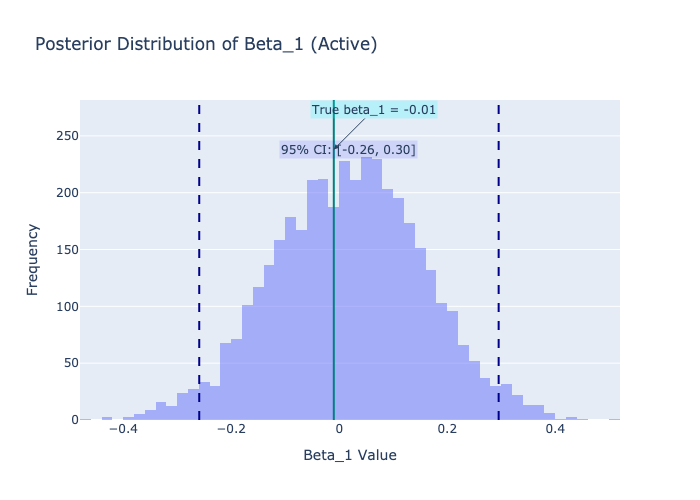 Posterior Distribution of Beta_1 (Active)
True beta_1 = -0.01
95% CI: [-0.26, 0.30]
250
200
150
100
50
0
Frequency
−0.4
−0.2
0
0.2
0.4
Beta_1 Value